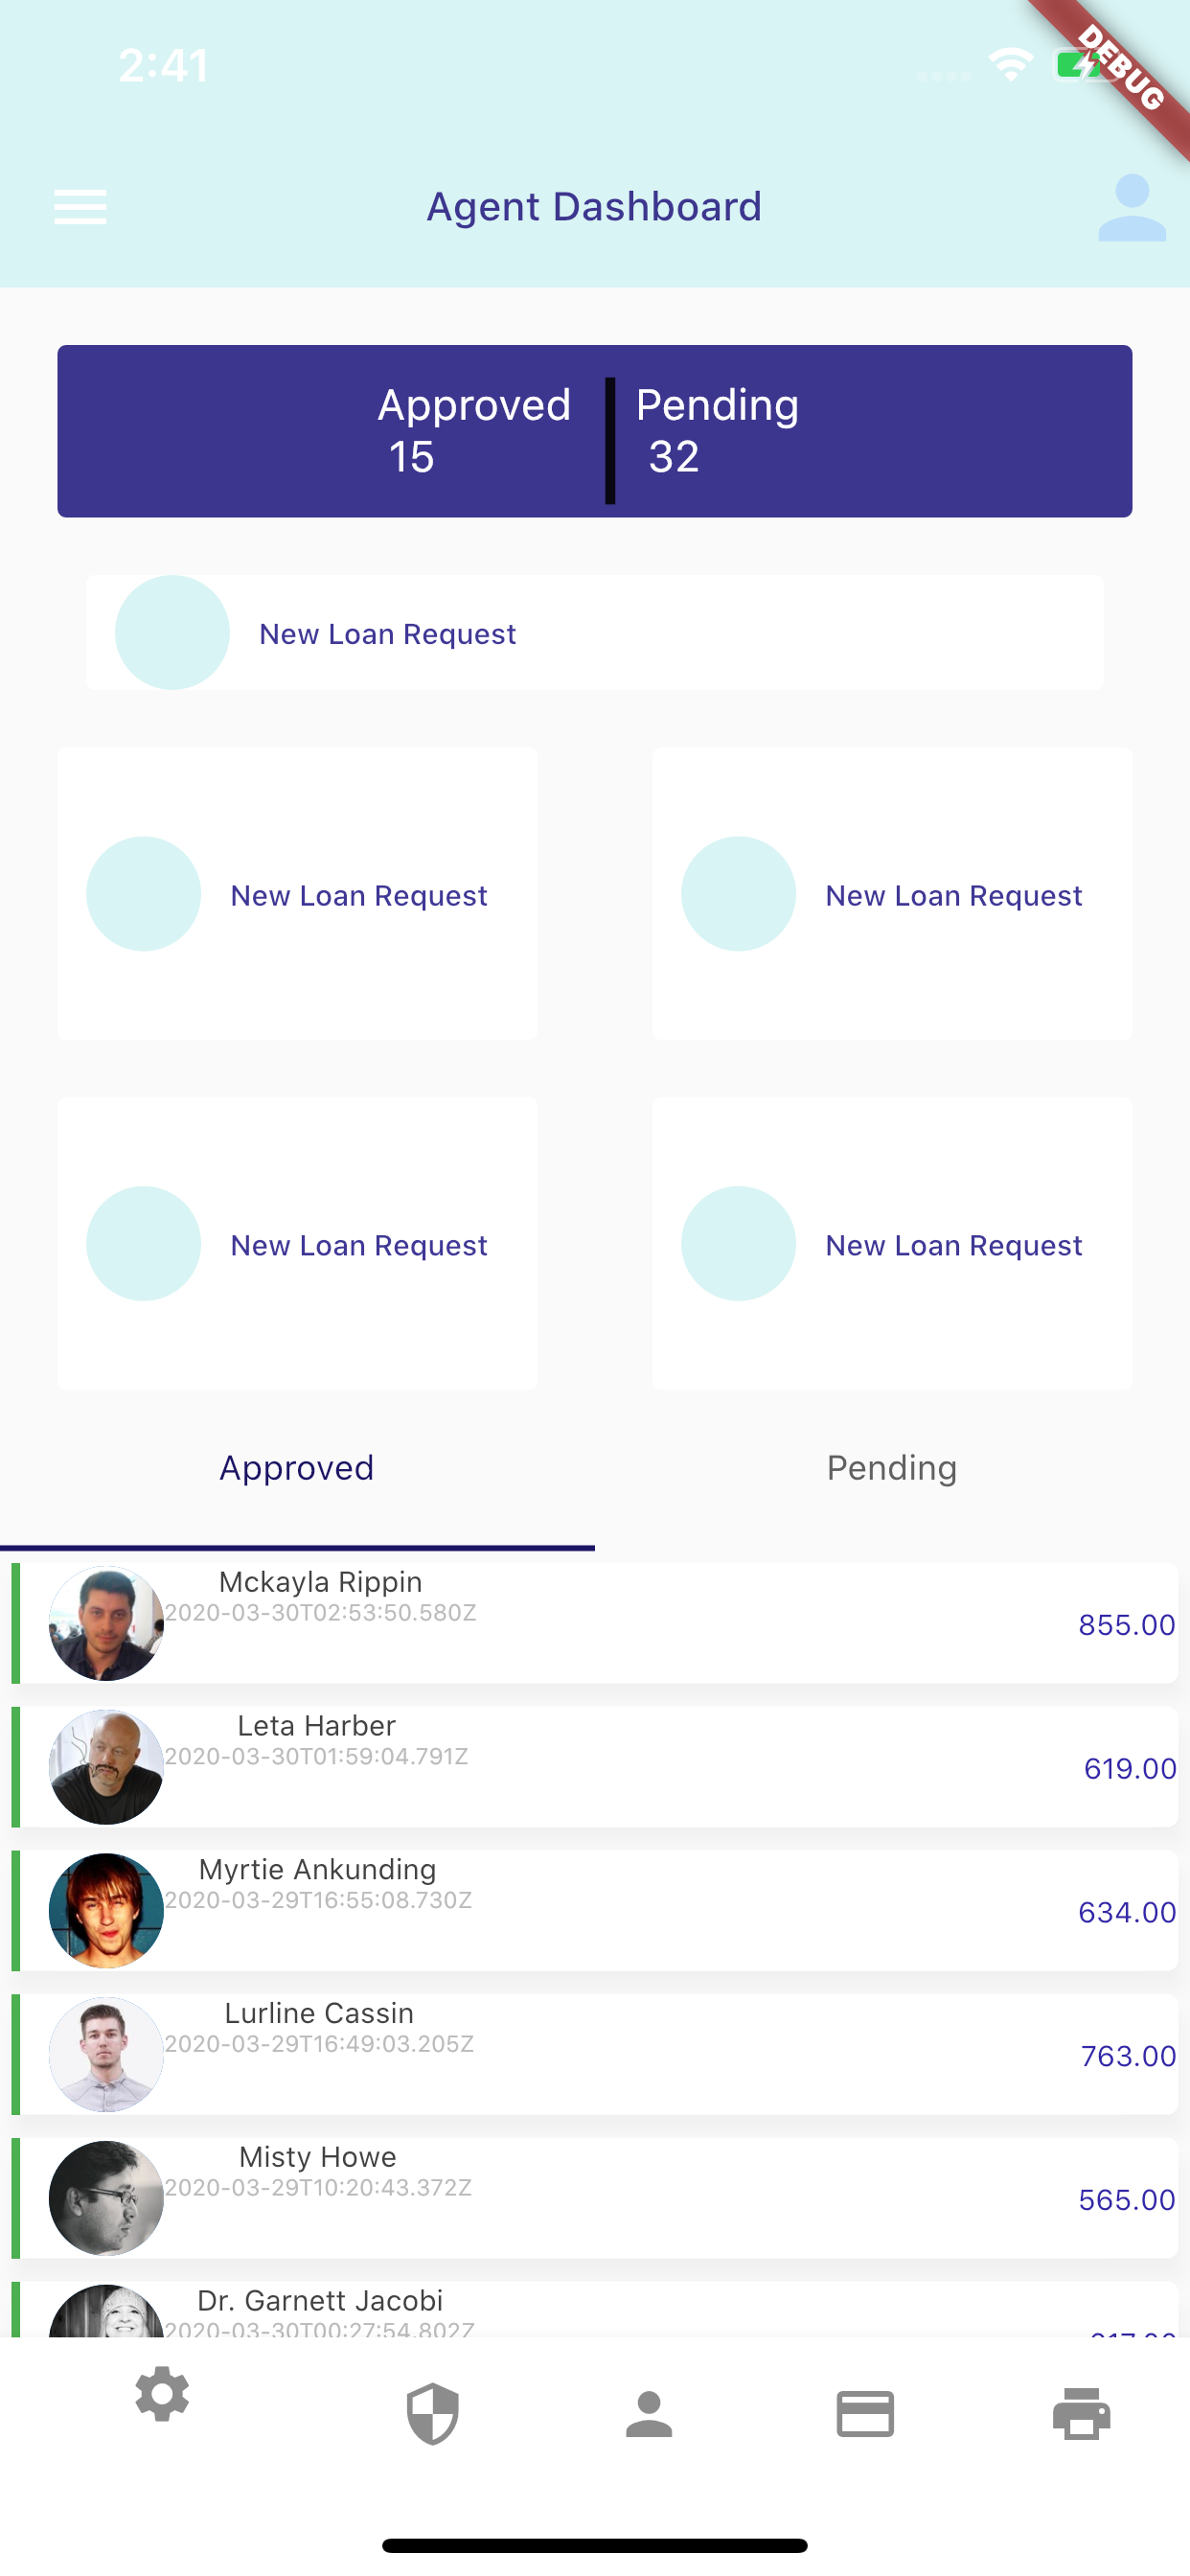 2:41
DEBUG
Agent Dashboard
Approved
15
Pending
32
New Loan Request
New Loan Request
New Loan Request
New Loan Request
New Loan Request
Approved
Pending
Mckayla Rippin
2020-03-30T02:53:50.580Z
855.00
Leta Harber
2020-03-30T01:59:04.791Z
619.00
Myrtie Ankunding
2020-03-29T16:55:08.730Z
634.00
Lurline Cassin
2020-03-29T16:49:03.205Z
763.00
Misty Howe
2020-03-29T10:20:43.372Z
565.00
Dr. Garnett Jacobi
2020-03-30T00:27:54.802Z